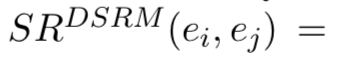 SR^{DSRM}(e_i, e_j) =